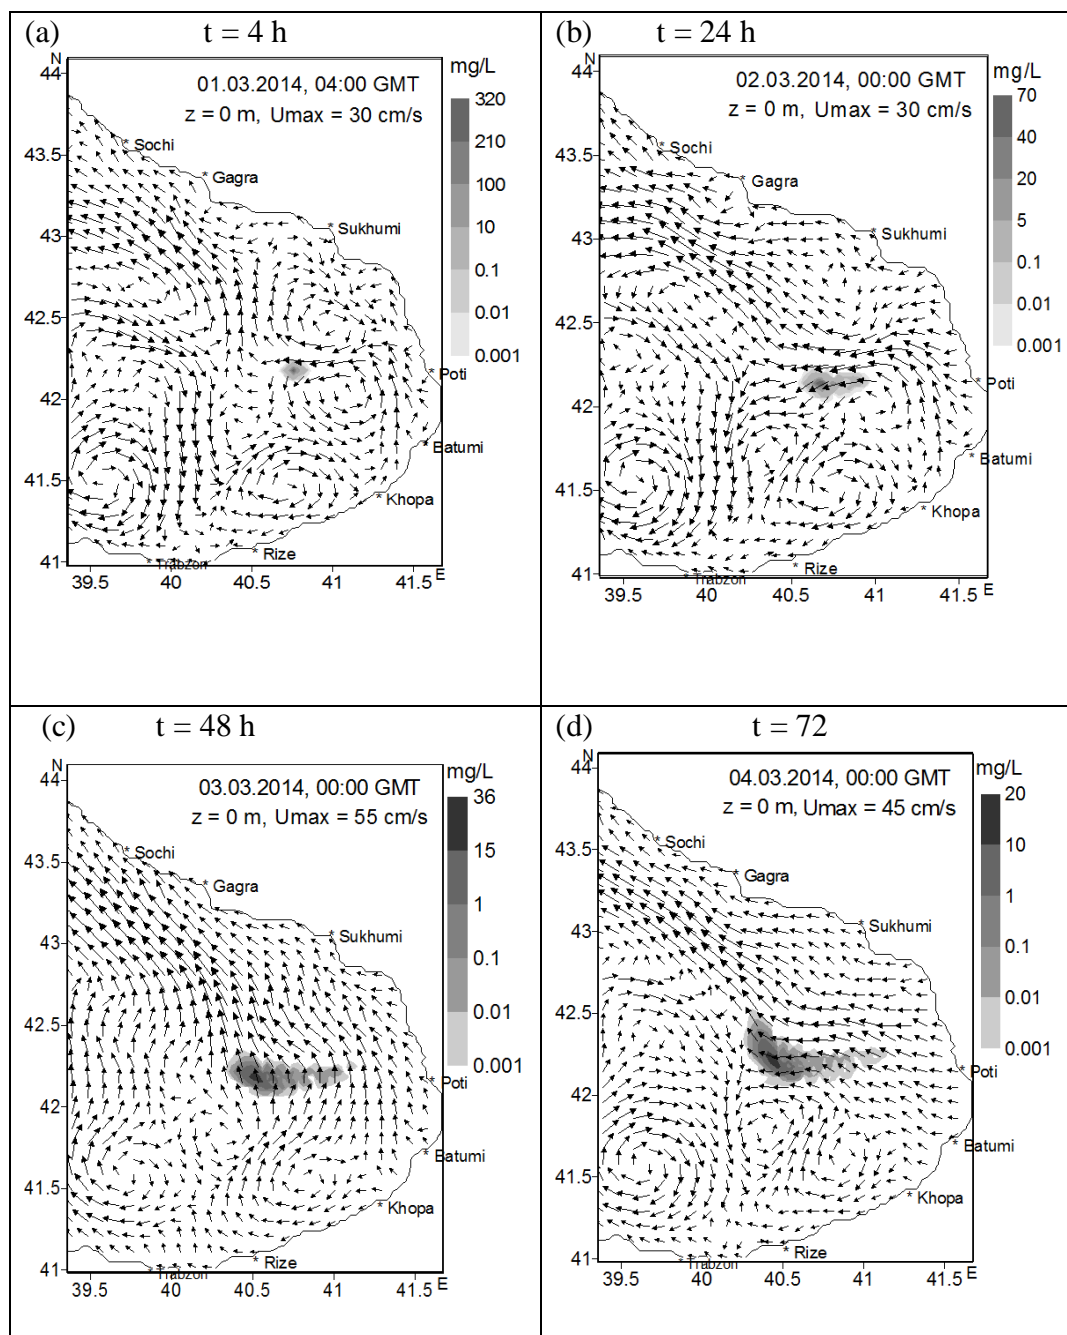 (a) t = 4 h
N
44
01.03.2014, 04:00 GMT
z = 0 m, Umax = 30 cm/s
mg/L
320
210
100
10
0.1
0.01
0.001
Sochi
43.5
Gagra
43
Sukhumi
42.5
Poti
42
Batumi
41.5
Khopa
Rize
Trabzon
41
39.5 40 40.5 41 41.5 E
(b) t = 24 h
N
44
02.03.2014, 00:00 GMT
z = 0 m, Umax = 30 cm/s
mg/L
70
40
20
5
0.1
0.01
0.001
Sochi
43.5
Gagra
43
Sukhumi
42.5
Poti
42
Batumi
41.5
Khopa
Rize
Trabzon
41
39.5 40 40.5 41 41.5 E
(c) t = 48 h
N
44
03.03.2014, 00:00 GMT
z = 0 m, Umax = 55 cm/s
mg/L
36
15
1
0.1
0.01
0.001
Sochi
43.5
Gagra
43
Sukhumi
42.5
Poti
42
Batumi
41.5
Khopa
Rize
Trabzon
41
39.5 40 40.5 41 41.5 E
(d) t = 72
N
44
04.03.2014, 00:00 GMT
z = 0 m, Umax = 45 cm/s
mg/L
20
10
1
0.1
0.01
0.001
Sochi
43.5
Gagra
43
Sukhumi
42.5
Poti
42
Batumi
41.5
Khopa
Rize
Trabzon
41
39.5 40 40.5 41 41.5 E